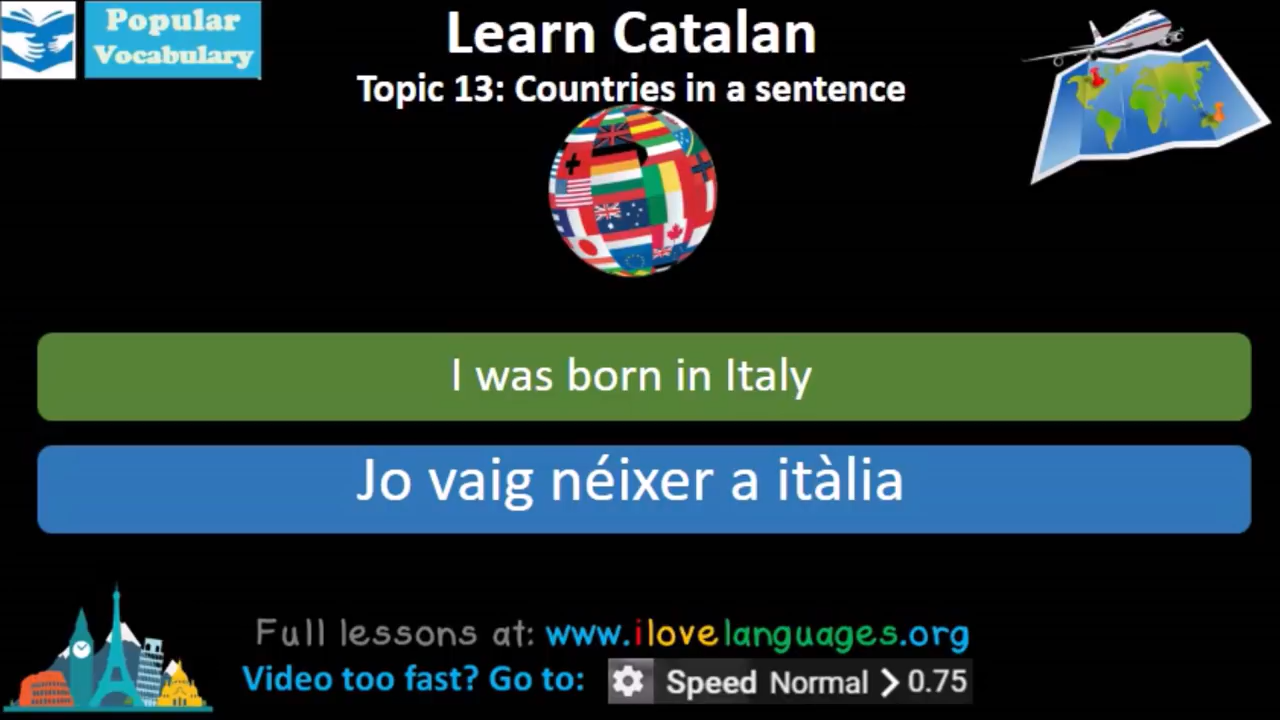 Popular
Vocabulary
Learn Catalan
Topic 13: Countries in a sentence
I was born in Italy
Jo vaig néixer a itàlia
Full lessons at: www.ilovelanguages.org
Video too fast? Go to: Speed Normal > 0.75